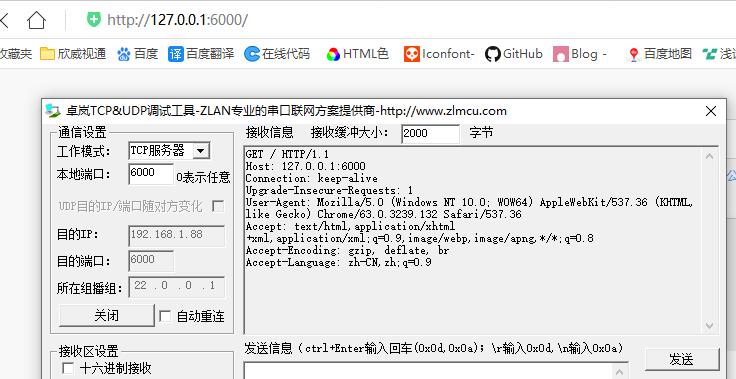 http://127.0.0.1:6000/
收藏夹 欣威视通 百度 百度翻译 在线代码 HTML色 Iconfont- GitHub Blog - 百度地图 浅
卓岚TCP&UDP调试工具-ZLAN专业的串口联网方案提供商-http://www.zlmcu.com
通信设置
工作模式: TCP服务器
本地端口: 6000 0表示任意
UDP目的IP/端口随对方变化
目的IP: 192.168.1.88
目的端口: 6000
所在组播组: 22 .0 .0 .1
关闭 自动重连
接收区设置
十六进制接收
接收信息 接收缓冲大小: 2000 字节
GET / HTTP/1.1
Host: 127.0.0.1:6000
Connection: keep-alive
Upgrade-Insecure-Requests: 1
User-Agent: Mozilla/5.0 (Windows NT 10.0; WOW64) AppleWebKit/537.36 (KHTML,
like Gecko) Chrome/63.0.3239.132 Safari/537.36
Accept: text/html,application/xhtml
+xml,application/xml;q=0.9,image/webp,image/apng,*/*;q=0.8
Accept-Encoding: gzip, deflate, br
Accept-Language: zh-CN,zh;q=0.9
发送信息（ctrl+Enter输入回车(0x0d,0x0a)；\r输入0x0d,\n输入0x0a)
发送